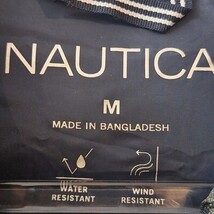 NAUTICA
M
MADE IN BANGLADESH
WATER WIND
RESISTANT RESISTANT